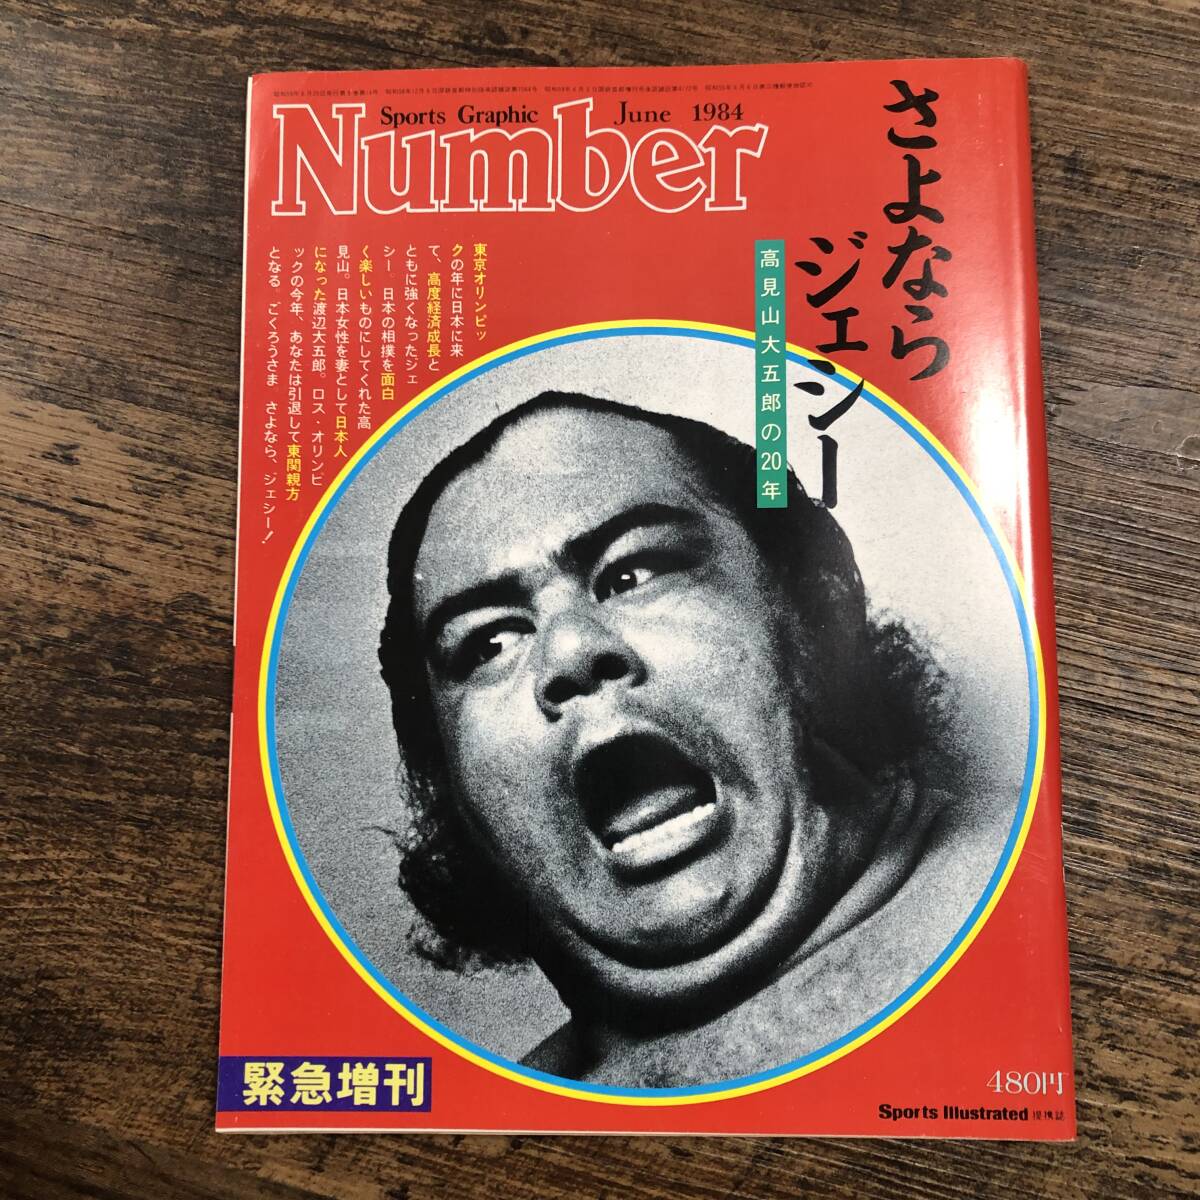 Sports Graphic June 1984
Number
さよなら
ジェシー
高見山大五郎の20年
東京オリンピッ
クの年に日本に来
て、高度経済成長と
ともに強くなったジェ
シー。日本の相撲を面白
く楽しいものにしてくれた高
見山。日本女性を妻として日本人
になった渡辺大五郎。ロス・オリンピ
ックの今年、あなたは引退して東関親方
となる。ごくろうさま さよなら、ジェシー!
緊急増刊
480円
Sports Illustrated 提携誌